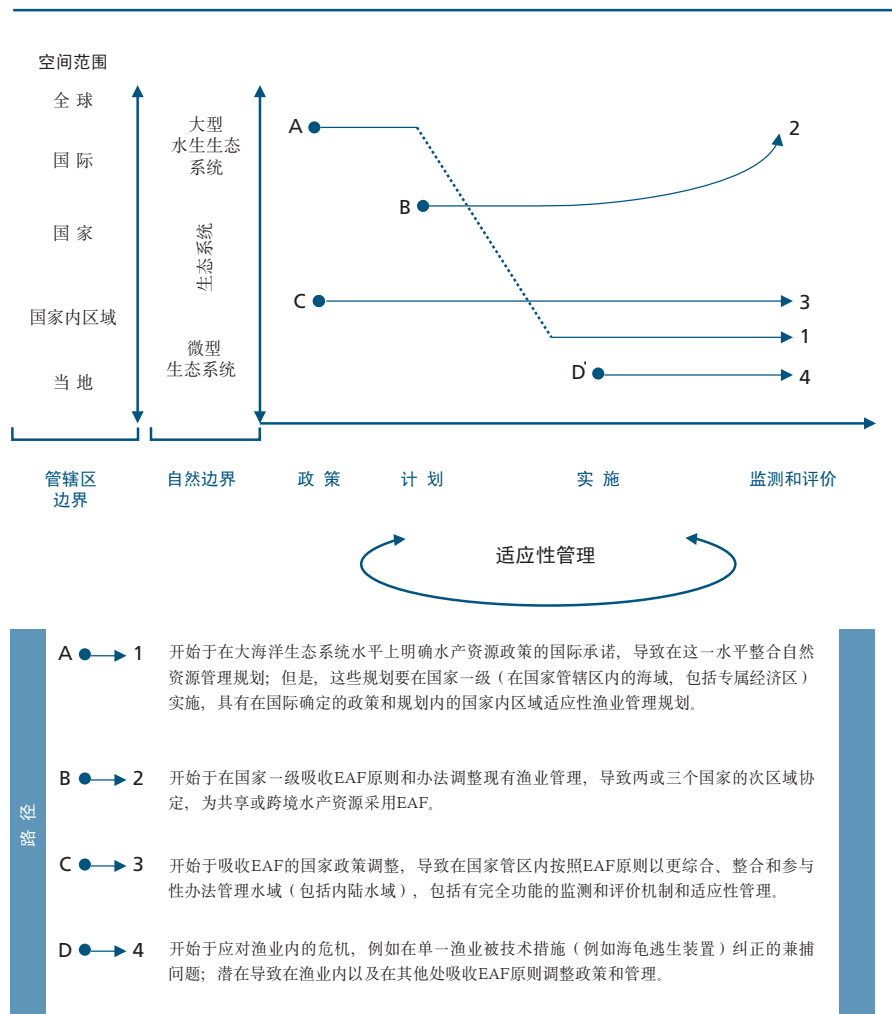 空间范围
全 球
国 际
国 家
国家内区域
当 地
大型
水生生态
系统
生态系统
微型
生态系统
A
2
B
C
3
1
D'
4
管辖区
边界
自然边界
政 策
计 划
实 施
监测和评价
适应性管理
路 径
A 1 开始于在大海洋生态系统水平上明确水产资源政策的国际承诺，导致在这一水平整合自然
资源管理规划；但是，这些规划要在国家一级（在国家管辖区内的海域，包括专属经济区）
实施，具有在国际确定的政策和规划内的国家内区域适应性渔业管理规划。
B 2 开始于在国家一级吸收EAF原则和办法调整现有渔业管理，导致两或三个国家的次区域协
定，为共享或跨境水产资源采用EAF。
C 3 开始于吸收EAF的国家政策调整，导致在国家管区内按照EAF原则以更综合、整合和参与
性办法管理水域（包括内陆水域），包括有完全功能的监测和评价机制和适应性管理。
D 4 开始于应对渔业内的危机，例如在单一渔业被技术措施（例如海龟逃生装置）纠正的兼捕
问题；潜在导致在渔业内以及在其他处吸收EAF原则调整政策和管理。